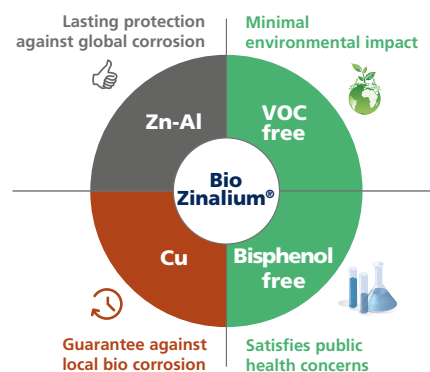 Lasting protection
against global corrosion
Minimal
environmental impact
Zn-Al
VOC
free
Bio
Zinalium®
Cu
Bisphenol
free
Guarantee against
local bio corrosion
Satisfies public
health concerns